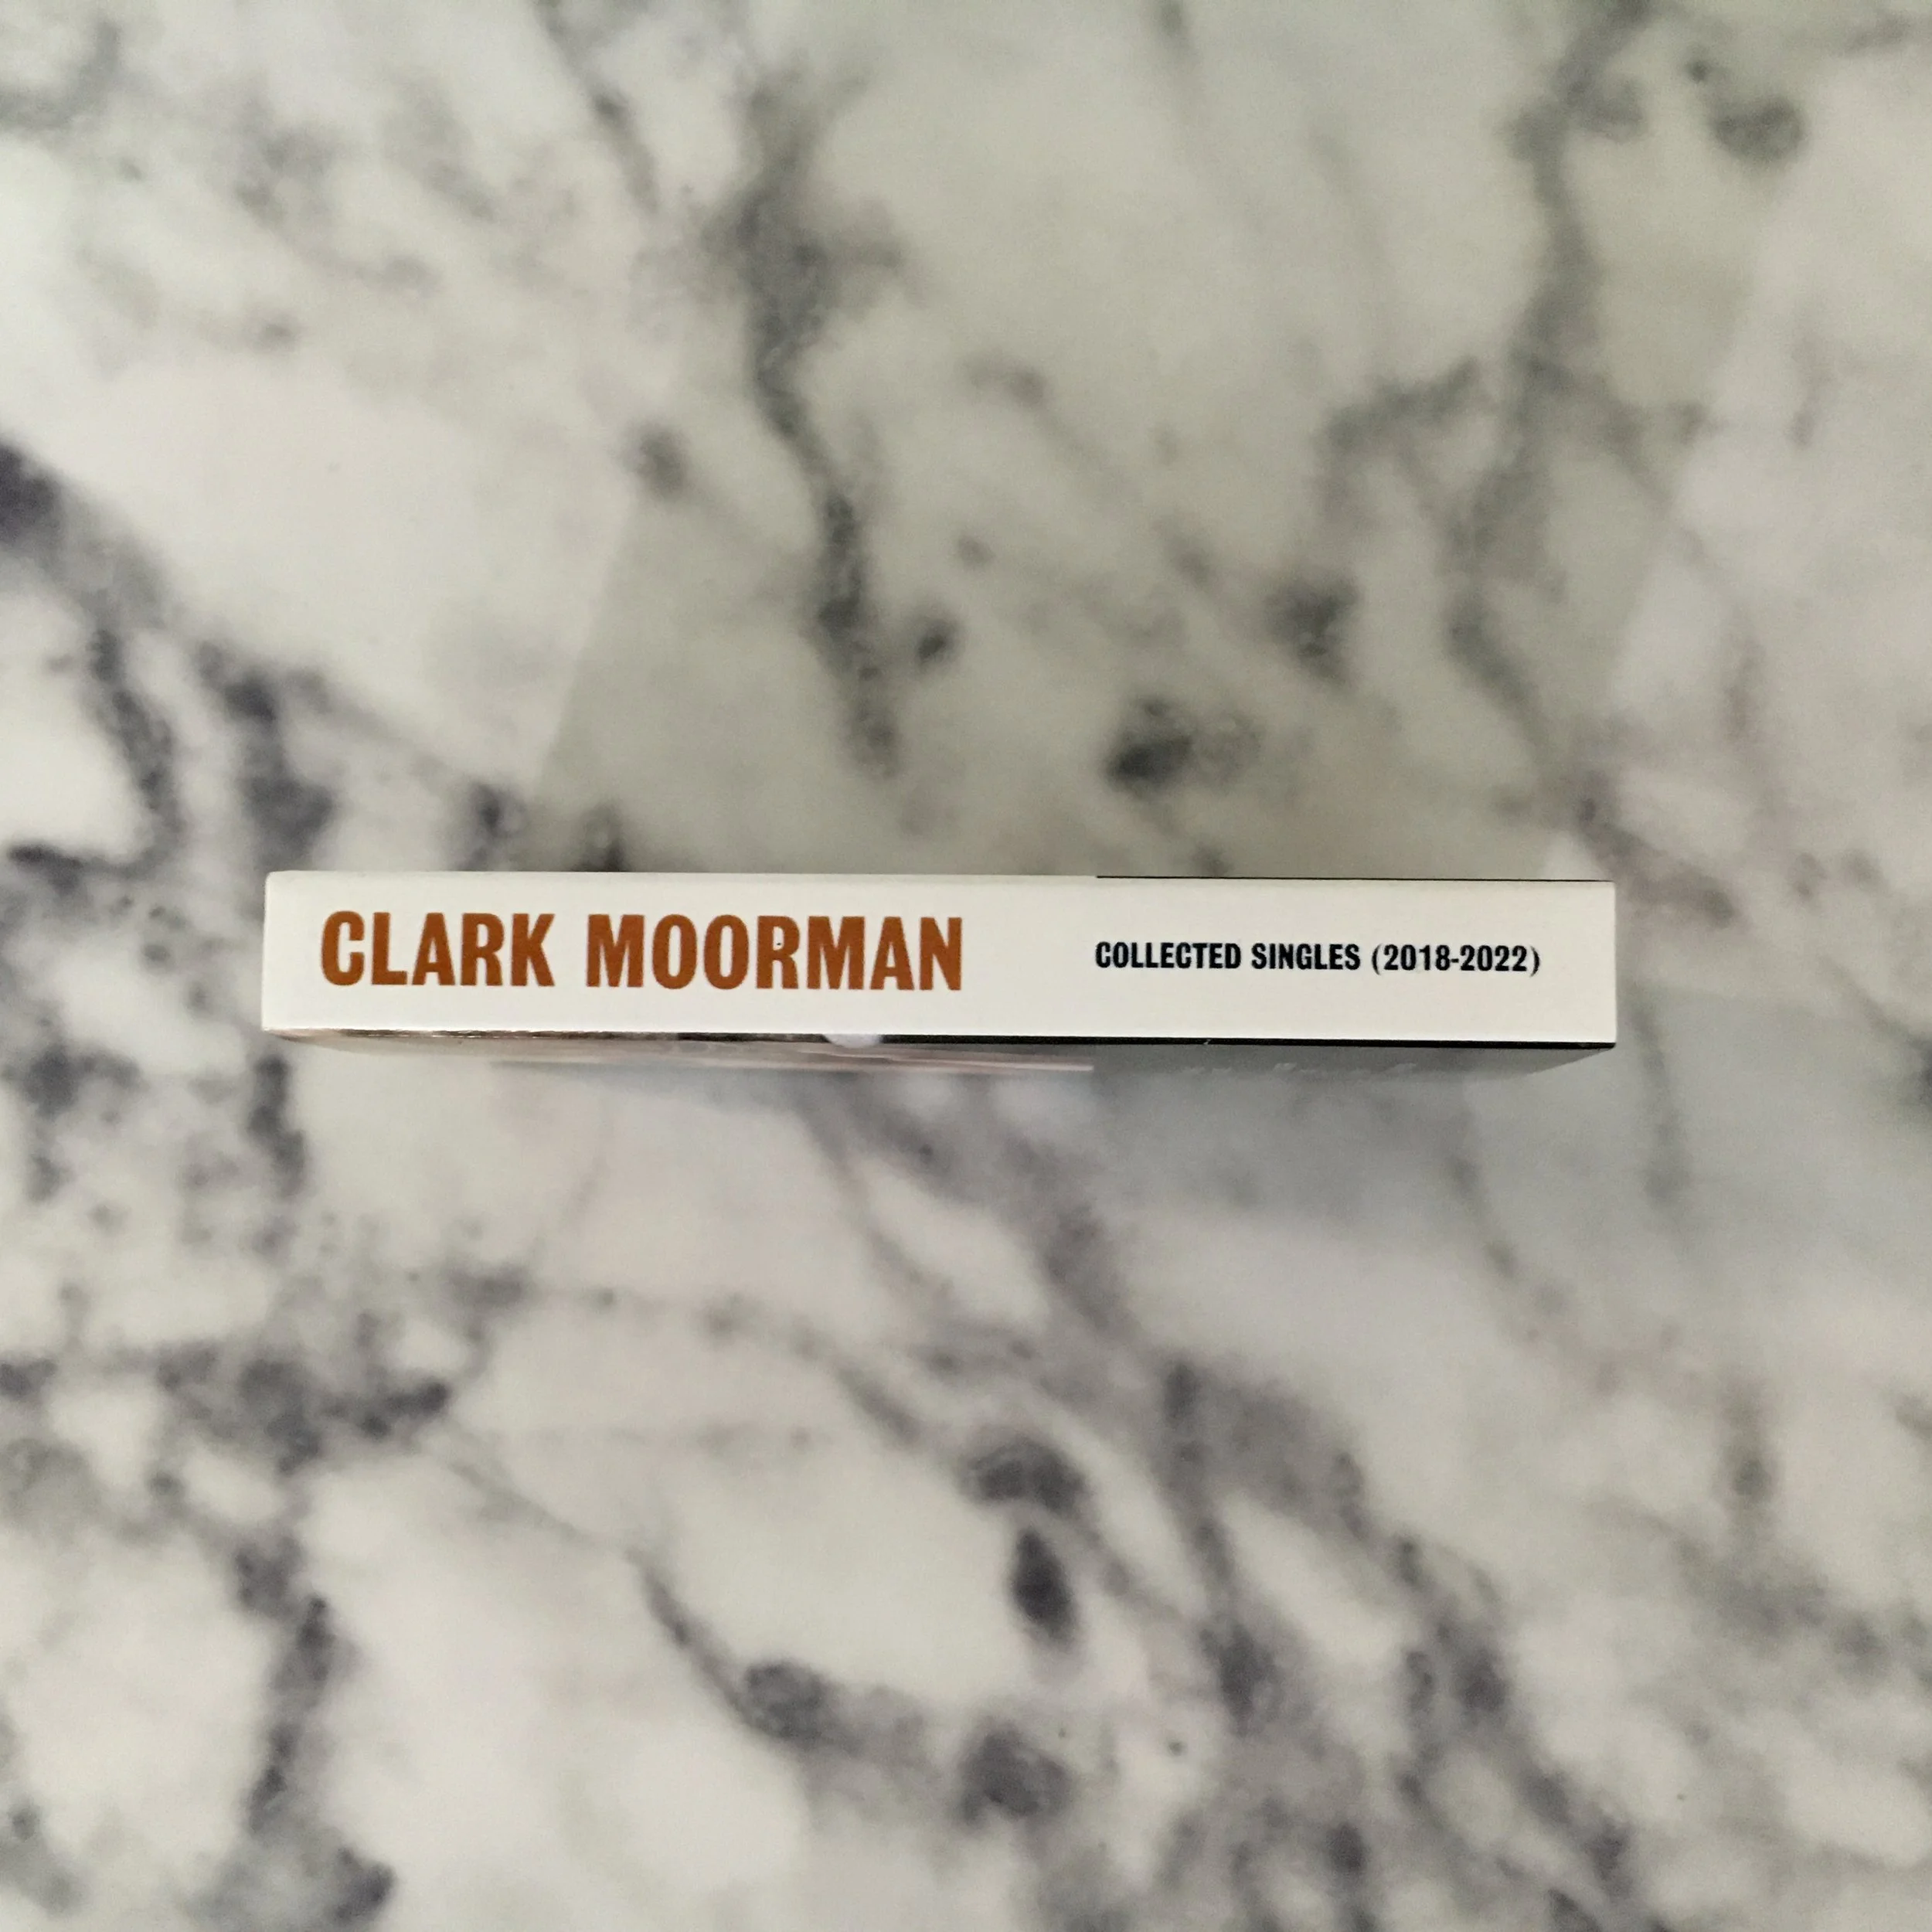 CLARK MOORMAN
COLLECTED SINGLES (2018-2022)